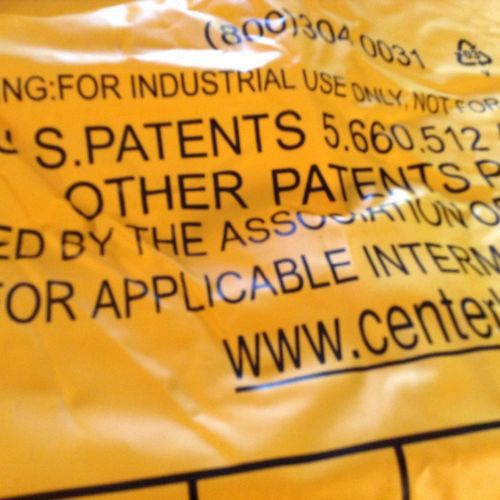 (800)304 0031
NG:FOR INDUSTRIAL USE ONLY, NOT FOR
S.PATENTS 5.660.512
OTHER PATENTS P
ED BY THE ASSOCIATION O
FOR APPLICABLE INTERM
www.center